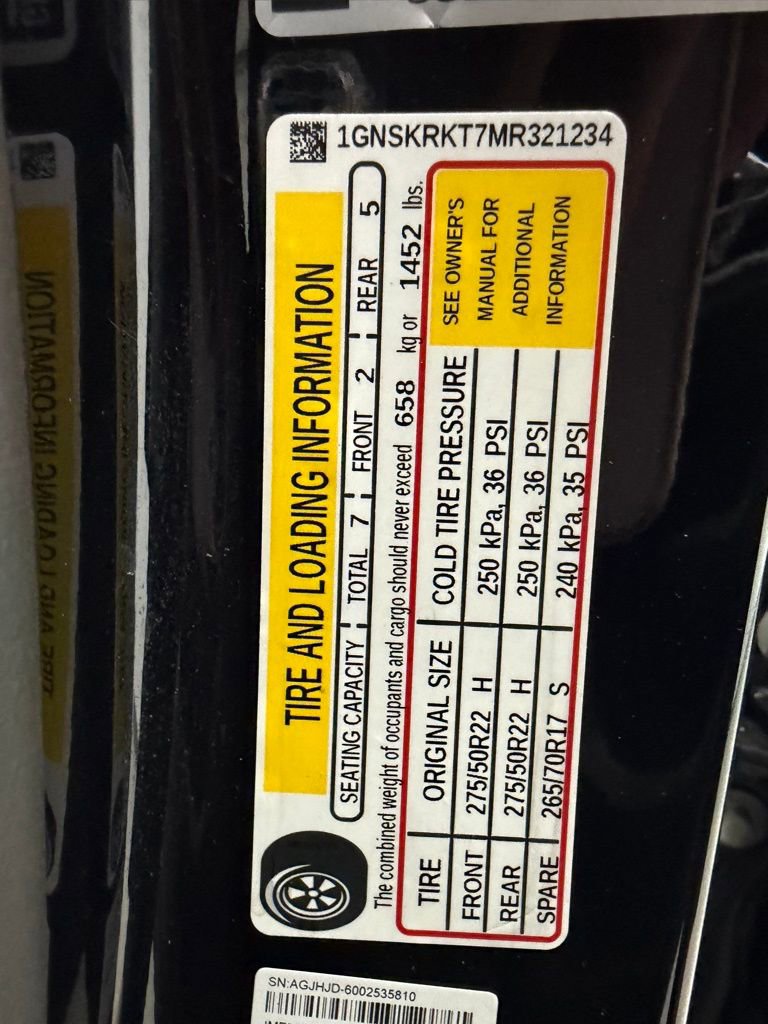 1GNSKRKT7MR321234
TIRE AND LOADING INFORMATION
SEATING CAPACITY TOTAL 7 FRONT 2 REAR 5
The combined weight of occupants and cargo should never exceed 658 kg or 1452 lbs.
TIRE ORIGINAL SIZE COLD TIRE PRESSURE SEE OWNER'S
FRONT 275/50R22 H 250 kPa, 36 PSI MANUAL FOR
REAR 275/50R22 H 250 kPa, 36 PSI ADDITIONAL
SPARE 265/70R17 S 240 kPa, 35 PSI INFORMATION
SN:AGJHJD-6002535810